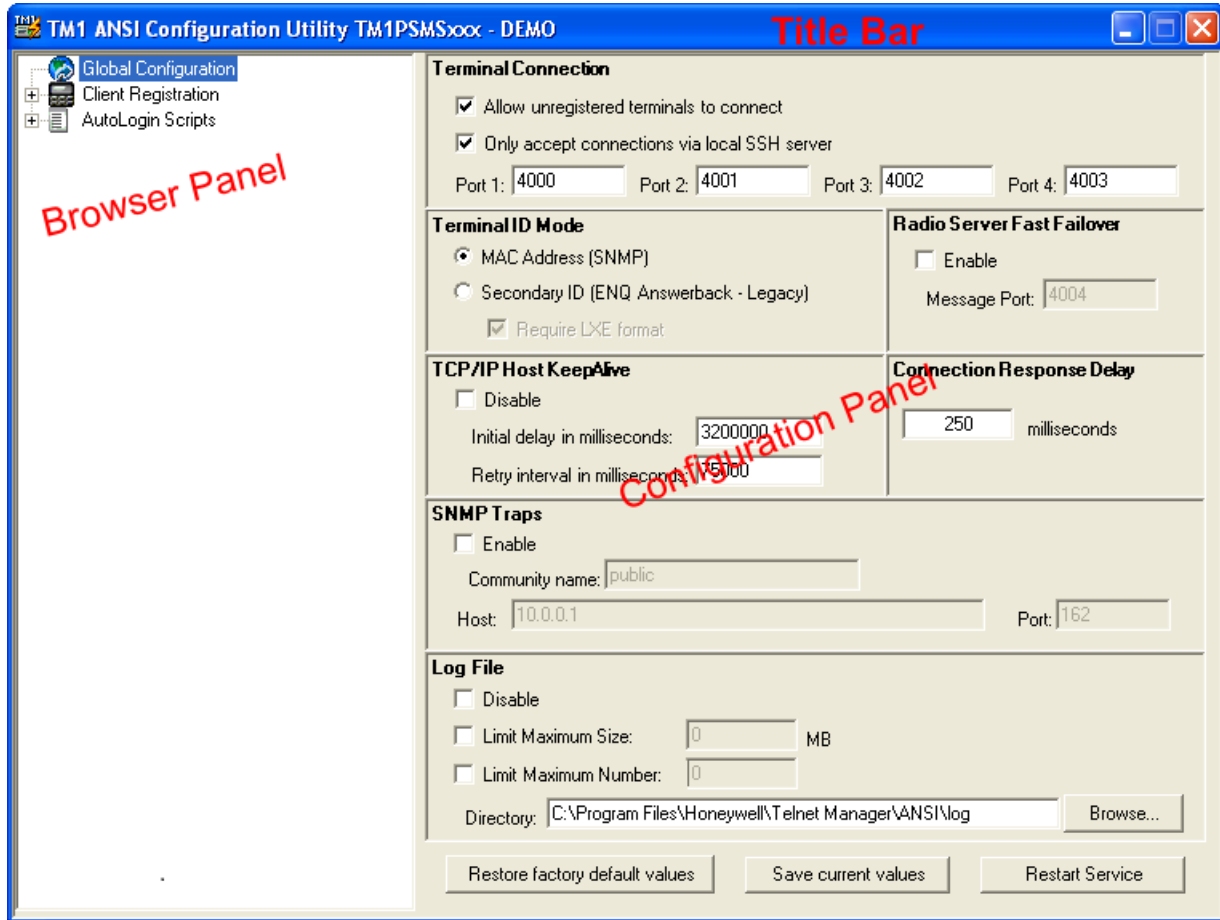 TM1 ANSI Configuration Utility TM1PSMSxxx - DEMO
Title Bar
Global Configuration
Client Registration
AutoLogin Scripts
Browser Panel
Terminal Connection
Allow unregistered terminals to connect
Only accept connections via local SSH server
Port 1: 4000 Port 2: 4001 Port 3: 4002 Port 4: 4003
Terminal ID Mode
MAC Address (SNMP)
Secondary ID (ENQ Answerback - Legacy)
Require LXE format
Radio Server Fast Failover
Enable
Message Port: 4004
TCP/IP Host KeepAlive
Disable
Initial delay in milliseconds: 3200000
Retry interval in milliseconds: 75000
Connection Response Delay
250 milliseconds
Configuration Panel
SNMP Traps
Enable
Community name: public
Host: 10.0.0.1 Port: 162
Log File
Disable
Limit Maximum Size: 0 MB
Limit Maximum Number: 0
Directory: C:\Program Files\Honeywell\Telnet Manager\ANSI\log Browse...
Restore factory default values Save current values Restart Service